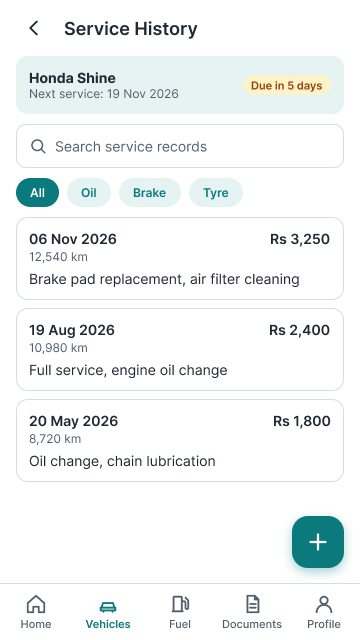 Service History
Honda Shine
Next service: 19 Nov 2026
Due in 5 days
Search service records
All Oil Brake Tyre
06 Nov 2026 Rs 3,250
12,540 km
Brake pad replacement, air filter cleaning
19 Aug 2026 Rs 2,400
10,980 km
Full service, engine oil change
20 May 2026 Rs 1,800
8,720 km
Oil change, chain lubrication
Home Vehicles Fuel Documents Profile